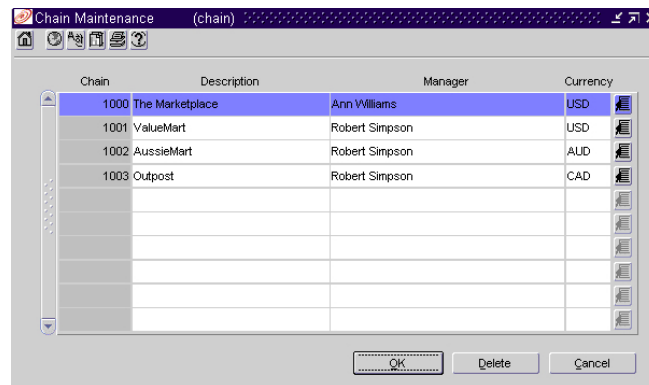 Chain Maintenance (chain)
Chain Description Manager Currency
1000 The Marketplace Ann Williams USD
1001 ValueMart Robert Simpson USD
1002 AussieMart Robert Simpson AUD
1003 Outpost Robert Simpson CAD
OK Delete Cancel